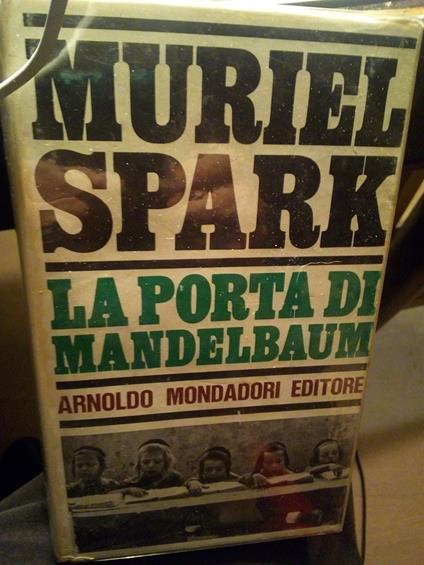 MURIEL
SPARK
LA PORTA DI
MANDELBAUM
ARNOLDO MONDADORI EDITORE